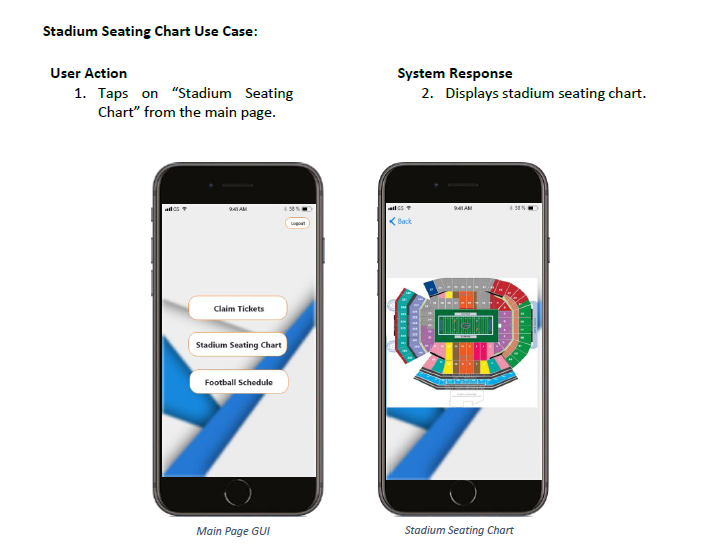 Stadium Seating Chart Use Case:
User Action
1. Taps on “Stadium Seating
Chart” from the main page.
System Response
2. Displays stadium seating chart.
GS 9:41 AM 58%
Logout
Claim Tickets
Stadium Seating Chart
Football Schedule
Main Page GUI
GS 9:41 AM 58%
Back
Stadium Seating Chart